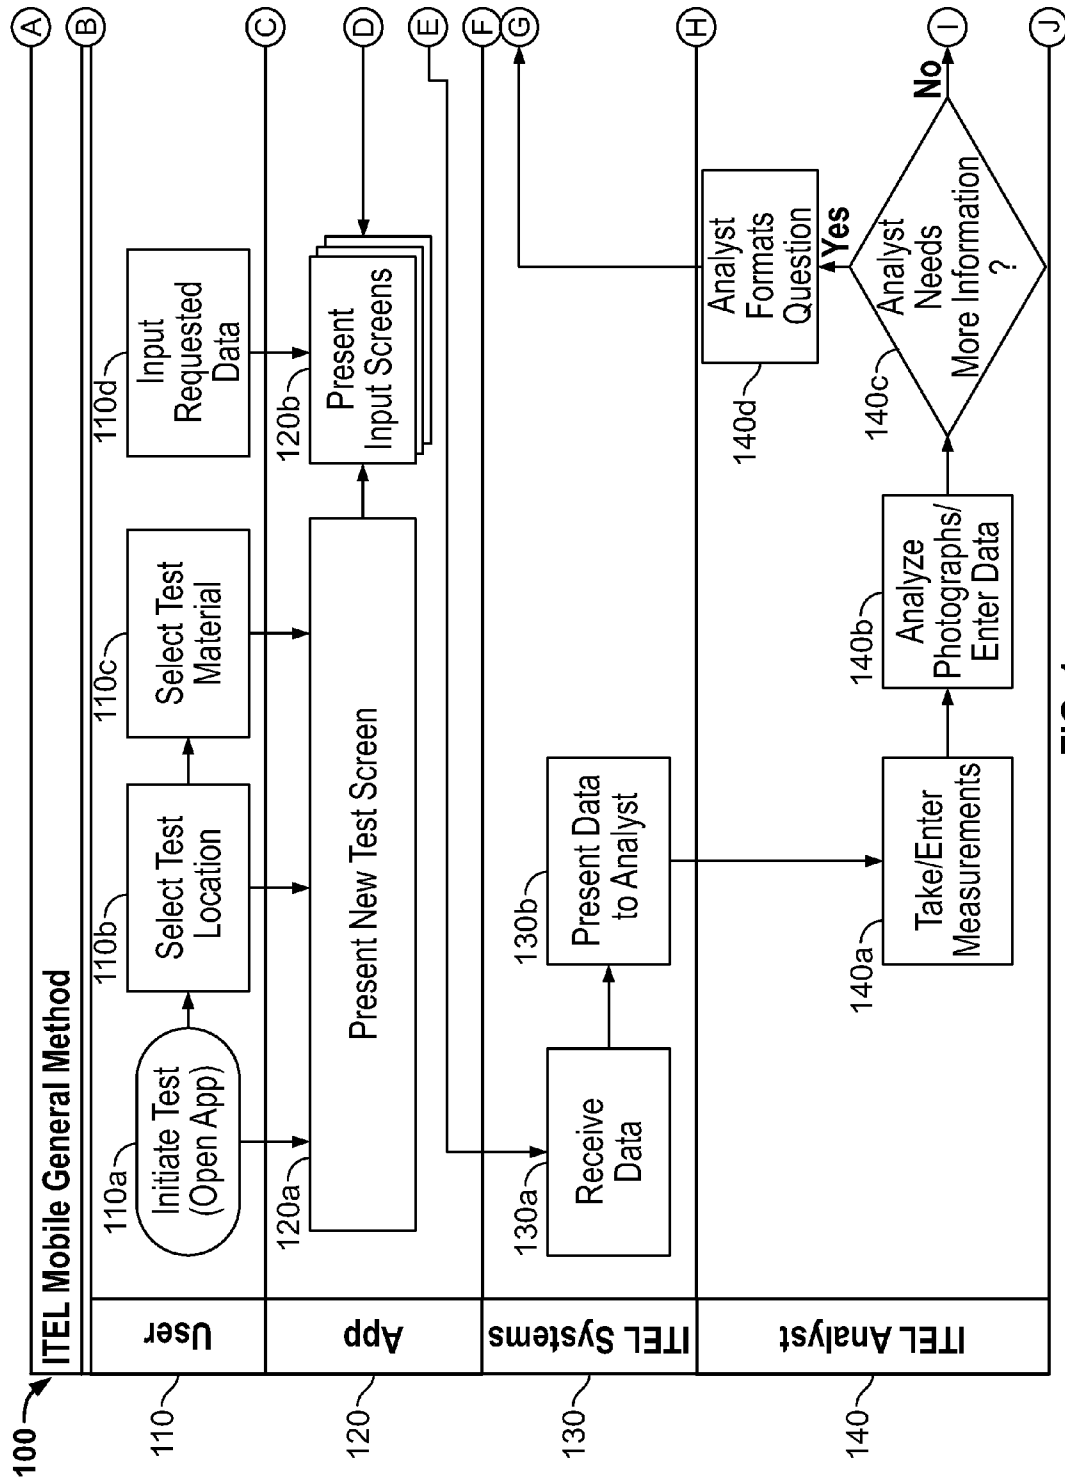 100
ITEL Mobile General Method
A
B
110
User
110a
Initiate Test
(Open App)
110b
Select Test
Location
110c
Select Test
Material
110d
Input
Requested
Data
C
120
App
120a
Present New Test Screen
120b
Present
Input Screens
D
E
F
130
ITEL Systems
130a
Receive
Data
130b
Present Data
to Analyst
G
H
140
ITEL Analyst
140a
Take/Enter
Measurements
140b
Analyze
Photographs/
Enter Data
140c
Analyst
Needs
More Information
?
Yes
No
140d
Analyst
Formats
Question
I
J